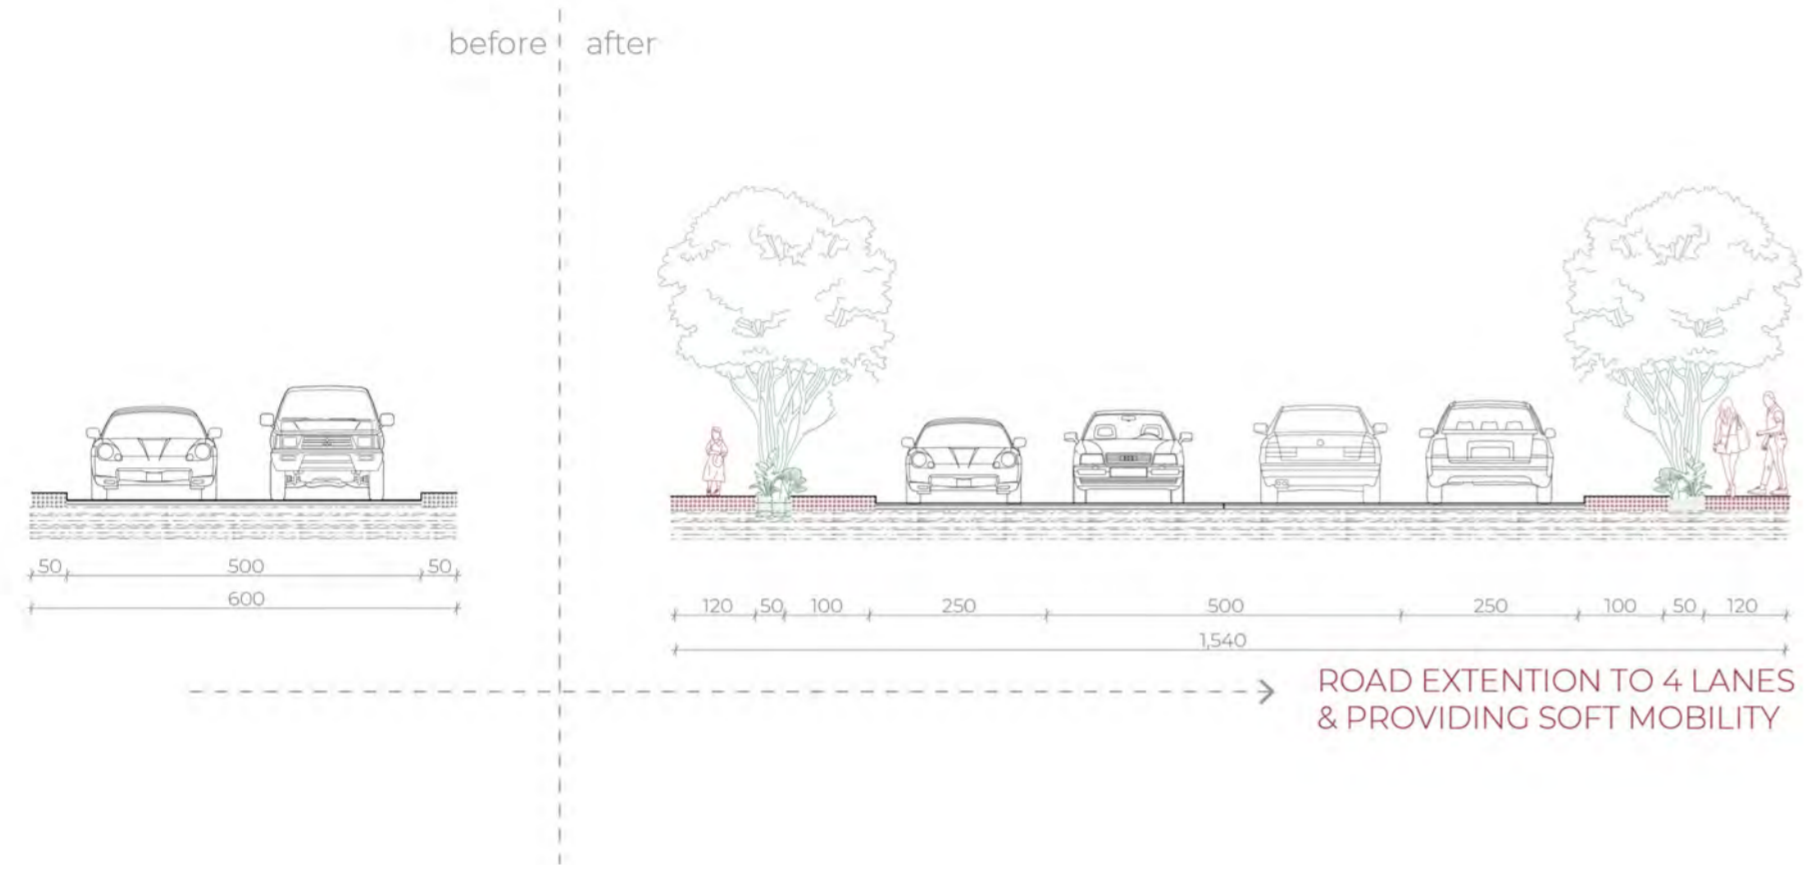 before
after
50 500 50
600
120 50 100 250 500 250 100 50 120
1,540
ROAD EXTENTION TO 4 LANES
& PROVIDING SOFT MOBILITY